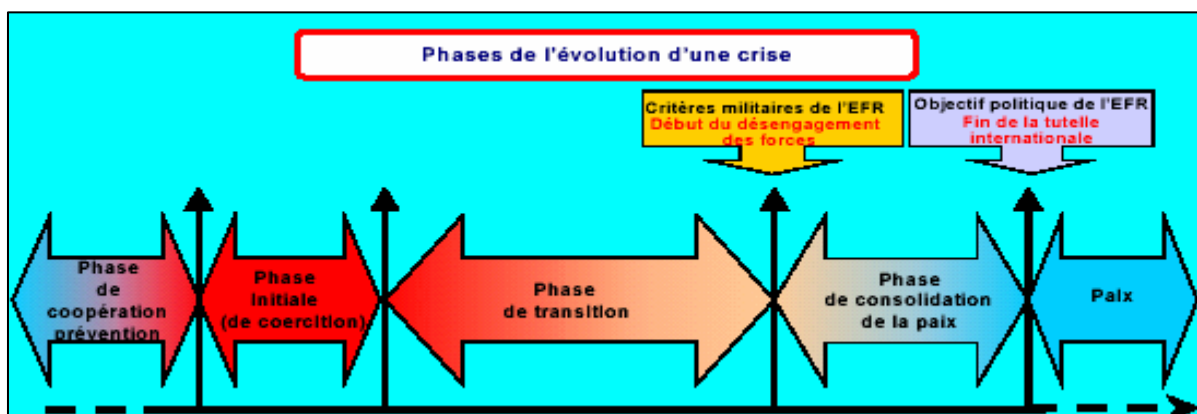 Phases de l'évolution d'une crise
Critères militaires de l'EFR
Début du désengagement
des forces
Objectif politique de l'EFR
Fin de la tutelle
internationale
Phase
de
coopération
prévention
Phase
initiale
(de coercition)
Phase
de transition
Phase
de consolidation
de la paix
Paix